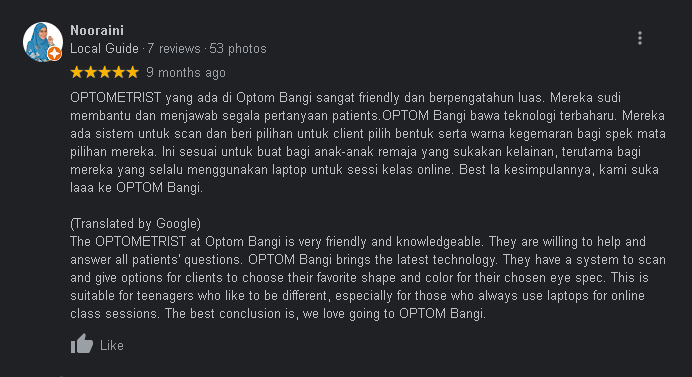 Nooraini
Local Guide · 7 reviews · 53 photos
9 months ago
OPTOMETRIST yang ada di Optom Bangi sangat friendly dan berpengatahun luas. Mereka sudi
membantu dan menjawab segala pertanyaan patients.OPTOM Bangi bawa teknologi terbaharu. Mereka
ada sistem untuk scan dan beri pilihan untuk client pilih bentuk serta warna kegemaran bagi spek mata
pilihan mereka. Ini sesuai untuk buat bagi anak-anak remaja yang sukakan kelainan, terutama bagi
mereka yang selalu menggunakan laptop untuk sessi kelas online. Best la kesipulannya, kami suka
laaa ke OPTOM Bangi.
(Translated by Google)
The OPTOMETRIST at Optom Bangi is very friendly and knowledgeable. They are willing to help and
answer all patients' questions. OPTOM Bangi brings the latest technology. They have a system to scan
and give options for clients to choose their favorite shape and color for their chosen eye spec. This is
suitable for teenagers who like to be different, especially for those who always use laptops for online
class sessions. The best conclusion is, we love going to OPTOM Bangi.
Like